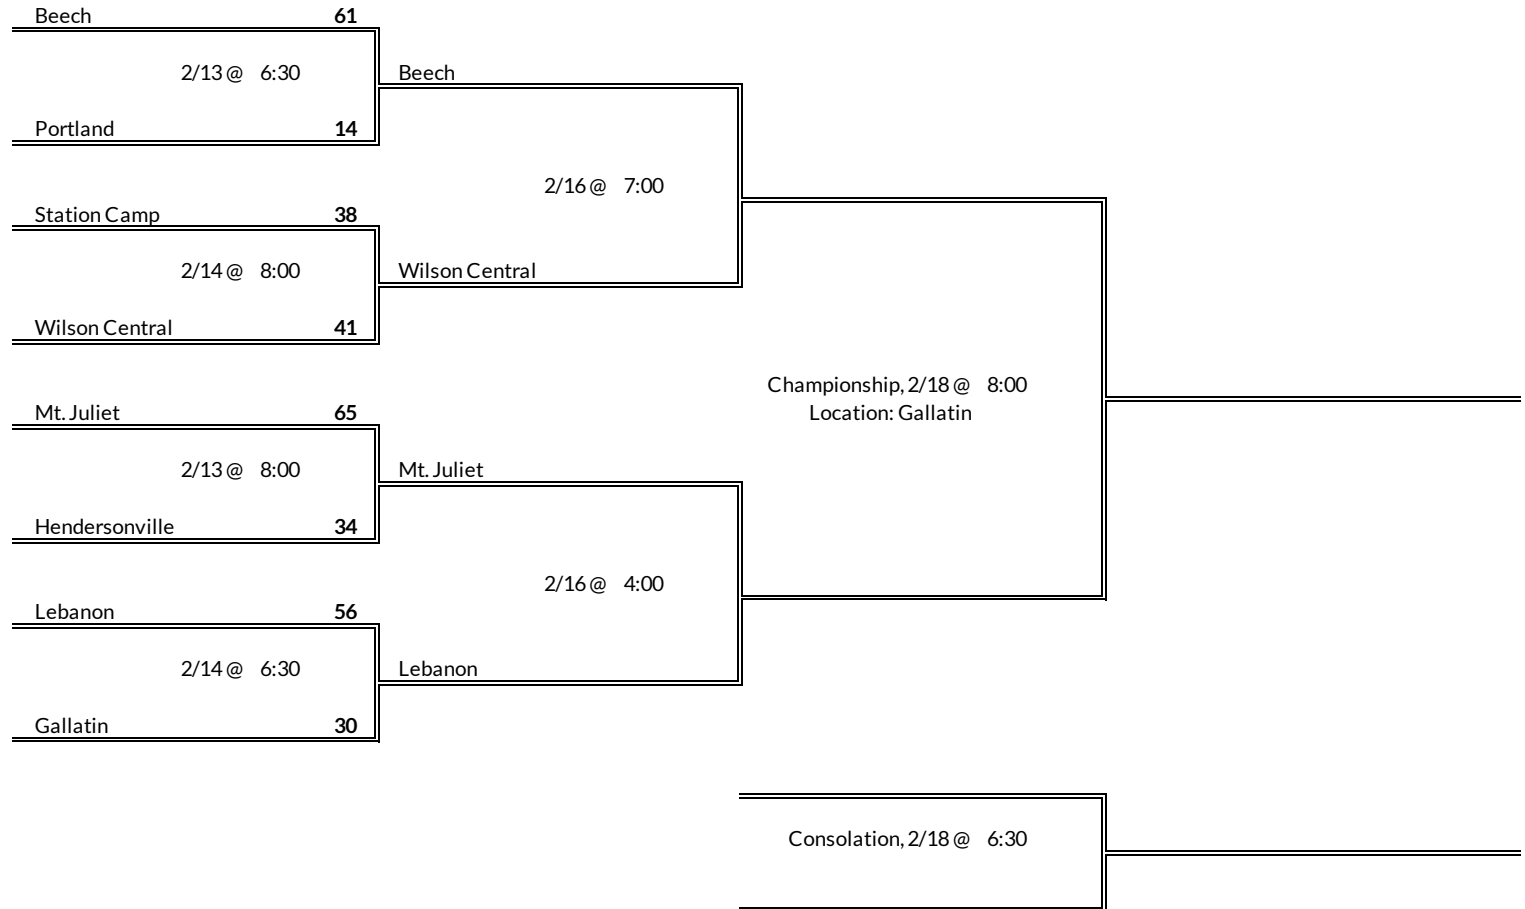 Beech 61
2/13 @ 6:30 Beech
Portland 14
2/16 @ 7:00
Station Camp 38
2/14 @ 8:00 Wilson Central
Wilson Central 41
Championship, 2/18 @ 8:00
Mt. Juliet 65
Location: Gallatin
2/13 @ 8:00 Mt. Juliet
Hendersonville 34
2/16 @ 4:00
Lebanon 56
2/14 @ 6:30 Lebanon
Gallatin 30
Consolation, 2/18 @ 6:30